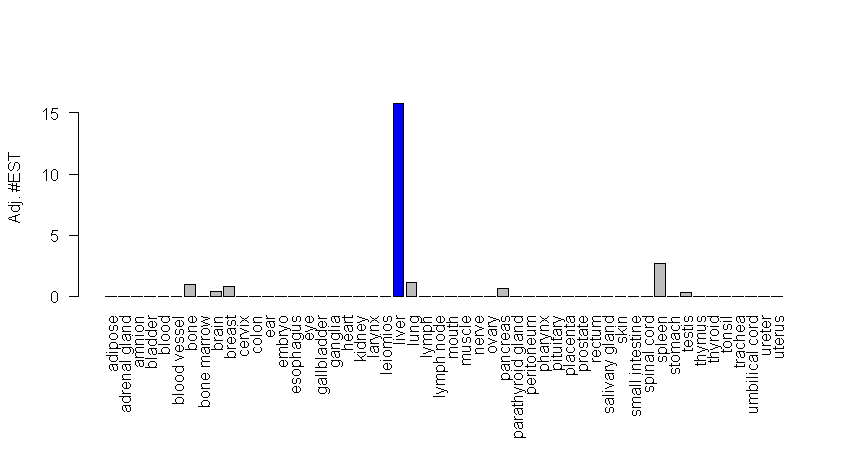 15
10
5
0
Adj. #EST
adipose
adrenal gland
amnion
bladder
blood
blood vessel
bone
bone marrow
brain
breast
cervix
colon
ear
embryo
esophagus
eye
gallbladder
ganglia
heart
kidney
larynx
leiomios
liver
lung
lymph
lymph node
mouth
muscle
nerve
ovary
pancreas
parathyroid gland
peritoneum
pharynx
pituitary
placenta
prostate
rectum
salivary gland
skin
small intestine
spinal cord
spleen
stomach
testis
thymus
thyroid
tonsil
trachea
umbilical cord
ureter
uterus